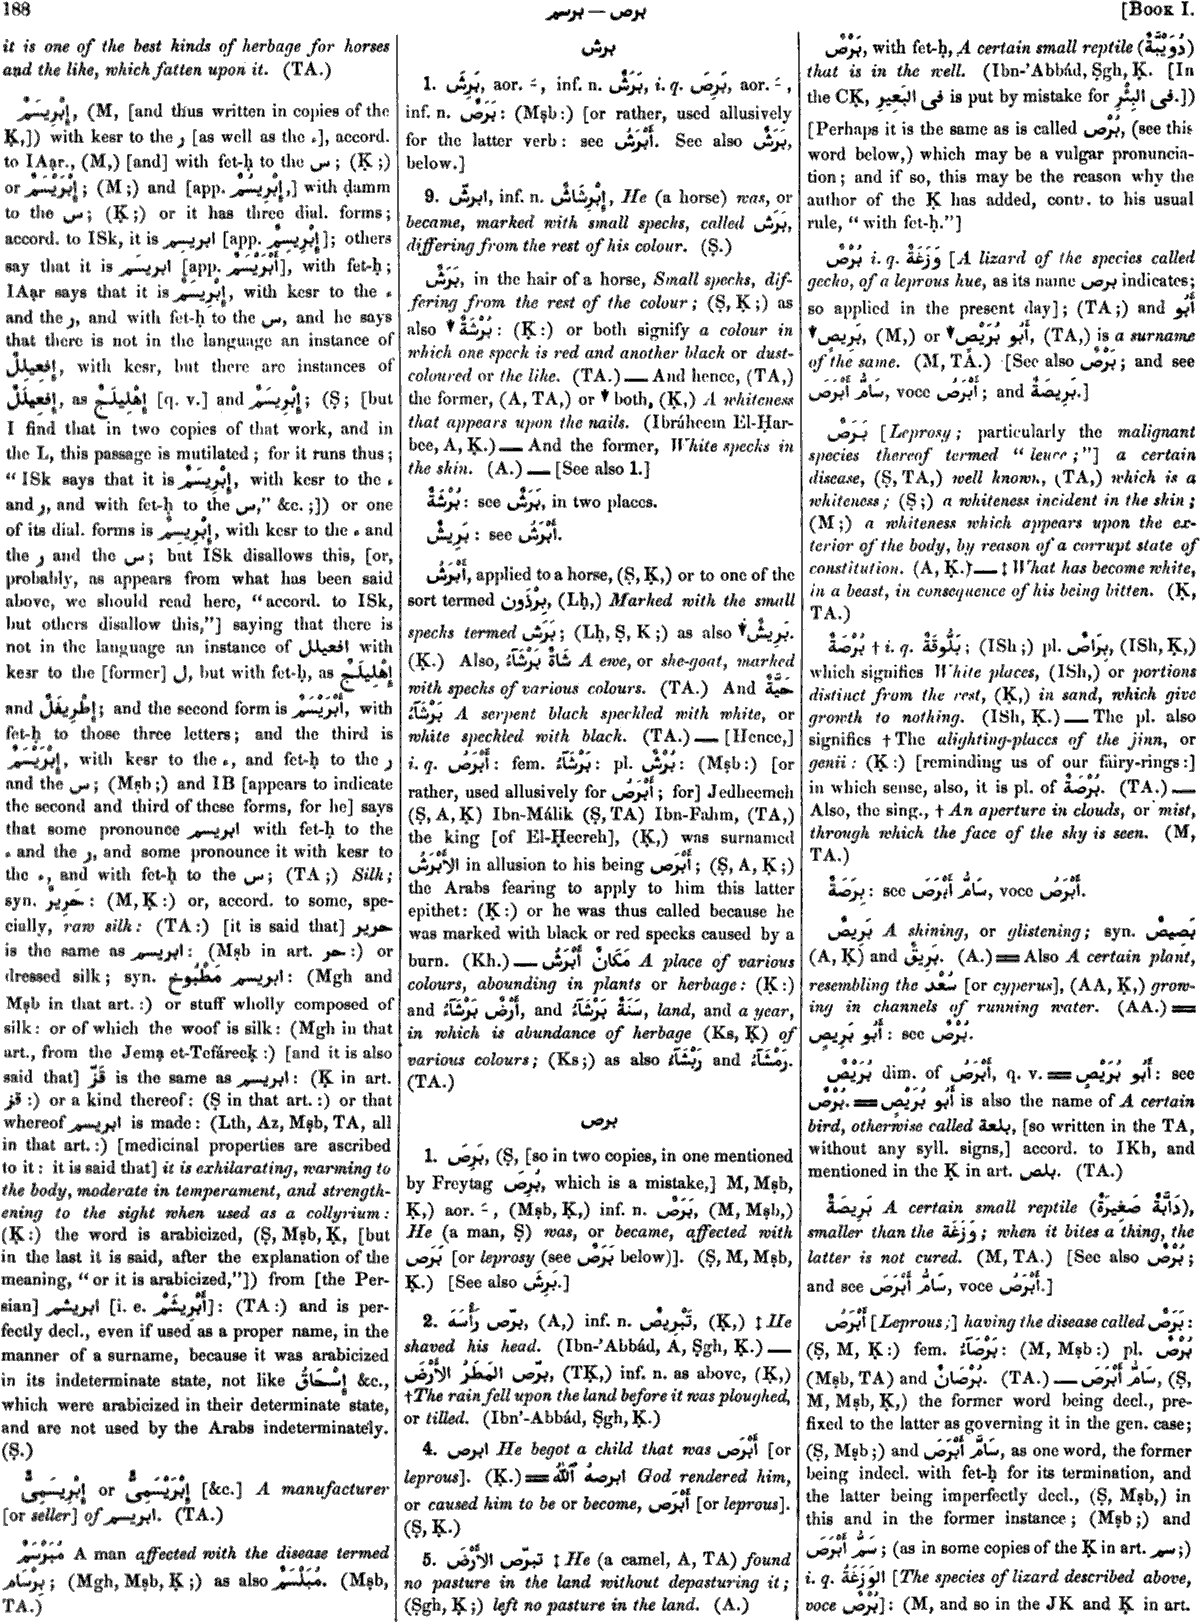 188
برص — برسم
[Book I.
it is one of the best kinds of herbage for horses
and the like, which fatten upon it. (TA.)
إِبْرِيسَمٌ, (M, [and thus written in copies of the
Ḳ,]) with kesr to the ر [as well as the ء], accord.
to IAạr., (M,) [and] with fet-ḥ to the س; (Ḳ;)
or إِبْرَيْسَمٌ; (M;) and [app. إِبْرِيسُمٌ,] with ḍamm
to the س; (Ḳ;) or it has three dial. forms;
accord. to ISk, it is ابريسم [app. إِبْرِيسِمٌ]; others
say that it is ابريسم [app. أَبْرَيْسَمٌ], with fet-ḥ;
IAạr says that it is إِبْرِيسَمٌ, with kesr to the ء
and the ر, and with fet-ḥ to the س, and he says
that there is not in the language an instance of
إِفْعِيلِلٌ, with kesr, but there are instances of
إِفْعِيلَلٌ, as إِهْلِيلَجٌ [q. v.] and إِبْرِيسَمٌ; (Ṣ; [but
I find that in two copies of that work, and in
the L, this passage is mutilated; for it runs thus;
“ISk says that it is إِبْرِيسَمٌ, with kesr to the ء
and ر, and with fet-ḥ to the س,” &c.;]) or one
of its dial. forms is إِبْرِيسِمٌ, with kesr to the ء and
the ر and the س; but ISk disallows this, [or,
probably, as appears from what has been said
above, we should read here, “accord. to ISk,
but others disallow this,”] saying that there is
not in the language an instance of افعيلل with
kesr to the [former] ل, but with fet-ḥ, as إِهْلِيلَجٌ
and إِطْرِيفَلٌ; and the second form is أَبْرَيْسَمٌ, with
fet-ḥ to those three letters; and the third is
إِبْرَيْسَمٌ, with kesr to the ء, and fet-ḥ to the ر
and the س; (Mṣb;) and IB [appears to indicate
the second and third of these forms, for he] says
that some pronounce ابريسم with fet-ḥ to the
ء and the ر, and some pronounce it with kesr to
the ء, and with fet-ḥ to the س; (TA;) Silk;
syn. حَرِيرٌ: (M, Ḳ:) or, accord. to some, spe-
cially, raw silk: (TA:) [it is said that] حرير
is the same as ابريسم: (Mṣb in art. حر:) or
dressed silk; syn. ابريسم مَطْبُوخ: (Mgh and
Mṣb in that art.:) or stuff wholly composed of
silk: or of which the woof is silk: (Mgh in that
art., from the Jemạ et-Tefáreeḳ:) [and it is also
said that] قَزّ is the same as ابريسم: (Ḳ in art.
قز:) or a kind thereof: (Ṣ in that art.:) or that
whereof ابريسم is made: (Lth, Az, Mṣb, TA, all
in that art.:) [medicinal properties are ascribed
to it: it is said that] it is exhilarating, warming to
the body, moderate in temperament, and strength-
ening to the sight when used as a collyrium:
(Ḳ:) the word is arabicized, (Ṣ, Mṣb, Ḳ, [but
in the last it is said, after the explanation of the
meaning, “or it is arabicized,”]) from [the Per-
sian] ابريشم [i. e. أَبْرِيشَمْ]: (TA:) and is per-
fectly decl., even if used as a proper name, in the
manner of a surname, because it was arabicized
in its indeterminate state, not like إِسْحَاقُ &c.,
which were arabicized in their determinate state,
and are not used by the Arabs indeterminately.
(Ṣ.)
إِبْرِيسَمِىٌّ or إِبْرَيْسَمِىٌّ [&c.] A manufacturer
[or seller] of ابريسم. (TA.)
مُبَرْسَمٌ A man affected with the disease termed
بِرْسَام; (Mgh, Mṣb, Ḳ;) as also مُبَلْسَمٌ. (Mṣb,
TA.)
برش
1. بَرِشَ, aor. ـَ, inf. n. بَرَشٌ, i. q. بَرِصَ, aor. ـَ,
inf. n. بَرَصٌ: (Mṣb:) [or rather, used allusively
for the latter verb: see أَبْرَشُ. See also بَرَشٌ,
below.]
9. ابرشّ, inf. n. إِبْرِشَاشٌ, He (a horse) was, or
became, marked with small specks, called بَرَش,
differing from the rest of his colour. (Ṣ.)
بَرَشٌ, in the hair of a horse, Small specks, dif-
fering from the rest of the colour; (Ṣ, Ḳ;) as
also ▼ بُرْشَةٌ: (Ḳ:) or both signify a colour in
which one speck is red and another black or dust-
coloured or the like. (TA.) — And hence, (TA,)
the former, (A, TA,) or ▼ both, (Ḳ,) A whiteness
that appears upon the nails. (Ibráheem El-Ḥar-
bee, A, Ḳ.) — And the former, White specks in
the skin. (A.) — [See also 1.]
بُرْشَةٌ: see بَرَشٌ, in two places.
بَرِيشٌ: see أَبْرَشُ.
أَبْرَشُ, applied to a horse, (Ṣ, Ḳ,) or to one of the
sort termed بِرْذَوْن, (Lḥ,) Marked with the small
specks termed بَرَش; (Lḥ, Ṣ, K;) as also ▼ بَرِيشٌ.
(Ḳ.) Also, شَاةٌ بَرْشَآءُ A ewe, or she-goat, marked
with specks of various colours. (TA.) And حَيَّةٌ
بَرْشَآءُ A serpent black speckled with white, or
white speckled with black. (TA.) — [Hence,]
i. q. أَبْرَصُ: fem. بَرْشَآءُ: pl. بُرْشٌ: (Mṣb:) [or
rather, used allusively for أَبْرَصُ; for] Jedheemeh
(Ṣ, A, Ḳ) Ibn-Málik (Ṣ, TA) Ibn-Fahm, (TA,)
the king [of El-Ḥeereh], (Ḳ,) was surnamed
الأَبْرَشُ in allusion to his being أَبْرَص; (Ṣ, A, Ḳ;)
the Arabs fearing to apply to him this latter
epithet: (Ḳ:) or he was thus called because he
was marked with black or red specks caused by a
burn. (Kh.) — مَكَانٌ أَبْرَشُ A place of various
colours, abounding in plants or herbage: (Ḳ:)
and أَرْضٌ بَرْشَآءُ, and سَنَةٌ بَرْشَآءُ, land, and a year,
in which is abundance of herbage (Ks, Ḳ) of
various colours; (Ks;) as also رَبْشَآءُ and رَمْشَآءُ.
(TA.)
برص
1. بَرِصَ, (Ṣ, [so in two copies, in one mentioned
by Freytag بُرِصَ, which is a mistake,] M, Mṣb,
Ḳ,) aor. ـَ, (Mṣb, Ḳ,) inf. n. بَرَصٌ, (M, Mṣb,)
He (a man, Ṣ) was, or became, affected with
بَرَص [or leprosy (see بَرَصٌ below)]. (Ṣ, M, Mṣb,
Ḳ.) [See also بَرِشَ.]
2. برّص رَأْسَهُ, (A,) inf. n. تَبْرِيصٌ, (Ḳ,) ‡ He
shaved his head. (Ibn-’Abbád, A, Ṣgh, Ḳ.) —
برّص المَطَرُ الأَرْضَ, (TḲ,) inf. n. as above, (Ḳ,)
† The rain fell upon the land before it was ploughed,
or tilled. (Ibn’-Abbád, Ṣgh, Ḳ.)
4. ابرص He begot a child that was أَبْرَص [or
leprous]. (Ḳ.) ══ ابرصهُ ٱللّٰهُ God rendered him,
or caused him to be or become, أَبْرَص [or leprous].
(Ṣ, Ḳ.)
5. تبرّص الأَرْضَ ‡ He (a camel, A, TA) found
no pasture in the land without depasturing it;
(Ṣgh, Ḳ;) left no pasture in the land. (A.)
بَرْصٌ, with fet-ḥ, A certain small reptile (دُوَيْبَّةٌ)
that is in the well. (Ibn-’Abbád, Ṣgh, Ḳ. [In
the CḲ, فِى البَعِيرِ is put by mistake for فى البِئْرِ.])
[Perhaps it is the same as is called بُرْص, (see this
word below,) which may be a vulgar pronuncia-
tion; and if so, this may be the reason why the
author of the Ḳ has added, contr. to his usual
rule, “with fet-ḥ.”]
بُرْصٌ i. q. وَزَغَةٌ [A lizard of the species called
gecko, of a leprous hue, as its name برص indicates;
so applied in the present day]; (TA;) and أَبُو
بَرِيص ▼, (M,) or أَبُو بُرَيْص ▼, (TA,) is a surname
of the same. (M, TA.) [See also بَرْصٌ; and see
سَامُّ أَبْرَصَ, voce أَبْرَصُ; and بَرِيصَةٌ.]
بَرَصٌ [Leprosy; particularly the malignant
species thereof termed “leuce;”] a certain
disease, (Ṣ, TA,) well known, (TA,) which is a
whiteness; (Ṣ;) a whiteness incident in the skin;
(M;) a whiteness which appears upon the ex-
terior of the body, by reason of a corrupt state of
constitution. (A, Ḳ.) — ‡ What has become white,
in a beast, in consequence of his being bitten. (Ḳ,
TA.)
بُرْصَةٌ † i. q. بَلُّوقَةٌ; (ISh;) pl. بِرَاصٌ, (ISh, Ḳ,)
which signifies White places, (ISh,) or portions
distinct from the rest, (Ḳ,) in sand, which give
growth to nothing. (ISh, Ḳ.) — The pl. also
signifies † The alighting-places of the jinn, or
genii: (Ḳ:) [reminding us of our fairy-rings:]
in which sense, also, it is pl. of بُرْصَةٌ. (TA.) —
Also, the sing., † An aperture in clouds, or mist,
through which the face of the sky is seen. (M,
TA.)
بِرَصَةٌ: see سَامُّ أَبْرَصَ, voce أَبْرَصُ.
بَرِيصٌ A shining, or glistening; syn. بَصِيصٌ
(A, Ḳ) and بَرِيقٌ. (A.) ══ Also A certain plant,
resembling the سُعْد [or cyperus], (AA, Ḳ,) grow-
ing in channels of running water. (AA.) ══
أَبُو بَرِيصٍ: see بُرْصٌ.
بُرَيْصٌ dim. of أَبْرَصُ, q. v. ══ أَبُو بُرَيْصٍ: see
بُرْصٌ. ══ أَبُو بُرَيْصٍ is also the name of A certain
bird, otherwise called بلعة, [so written in the TA,
without any syll. signs,] accord. to IKh, and
mentioned in the Ḳ in art. بلص. (TA.)
بَرِيصَةٌ A certain small reptile (دَابَّةٌ صَغِيرَةٌ),
smaller than the وَزَغَة; when it bites a thing, the
latter is not cured. (M, TA.) [See also بُرْصٌ;
and see سَامُّ أَبْرَصَ, voce أَبْرَصُ.]
أَبْرَصُ [Leprous;] having the disease called بَرَصٌ:
(Ṣ, M, Ḳ:) fem. بَرْصَآءُ: (M, Mṣb:) pl. بُرْصٌ
(Mṣb, TA) and بُرْصَانٌ. (TA.) — سَامُّ أَبْرَصَ, (Ṣ,
M, Mṣb, Ḳ,) the former word being decl., pre-
fixed to the latter as governing it in the gen. case;
(Ṣ, Mṣb;) and سَامَّ أَبْرَصَ, as one word, the former
being indecl. with fet-ḥ for its termination, and
the latter being imperfectly decl., (Ṣ, Mṣb,) in
this and in the former instance; (Mṣb;) and
سَمُّ أَبْرَصَ; (as in some copies of the Ḳ in art. سم;)
i. q. الوَزَغَةُ [The species of lizard described above,
voce بُرْصٌ]: (M, and so in the JK and Ḳ in art.